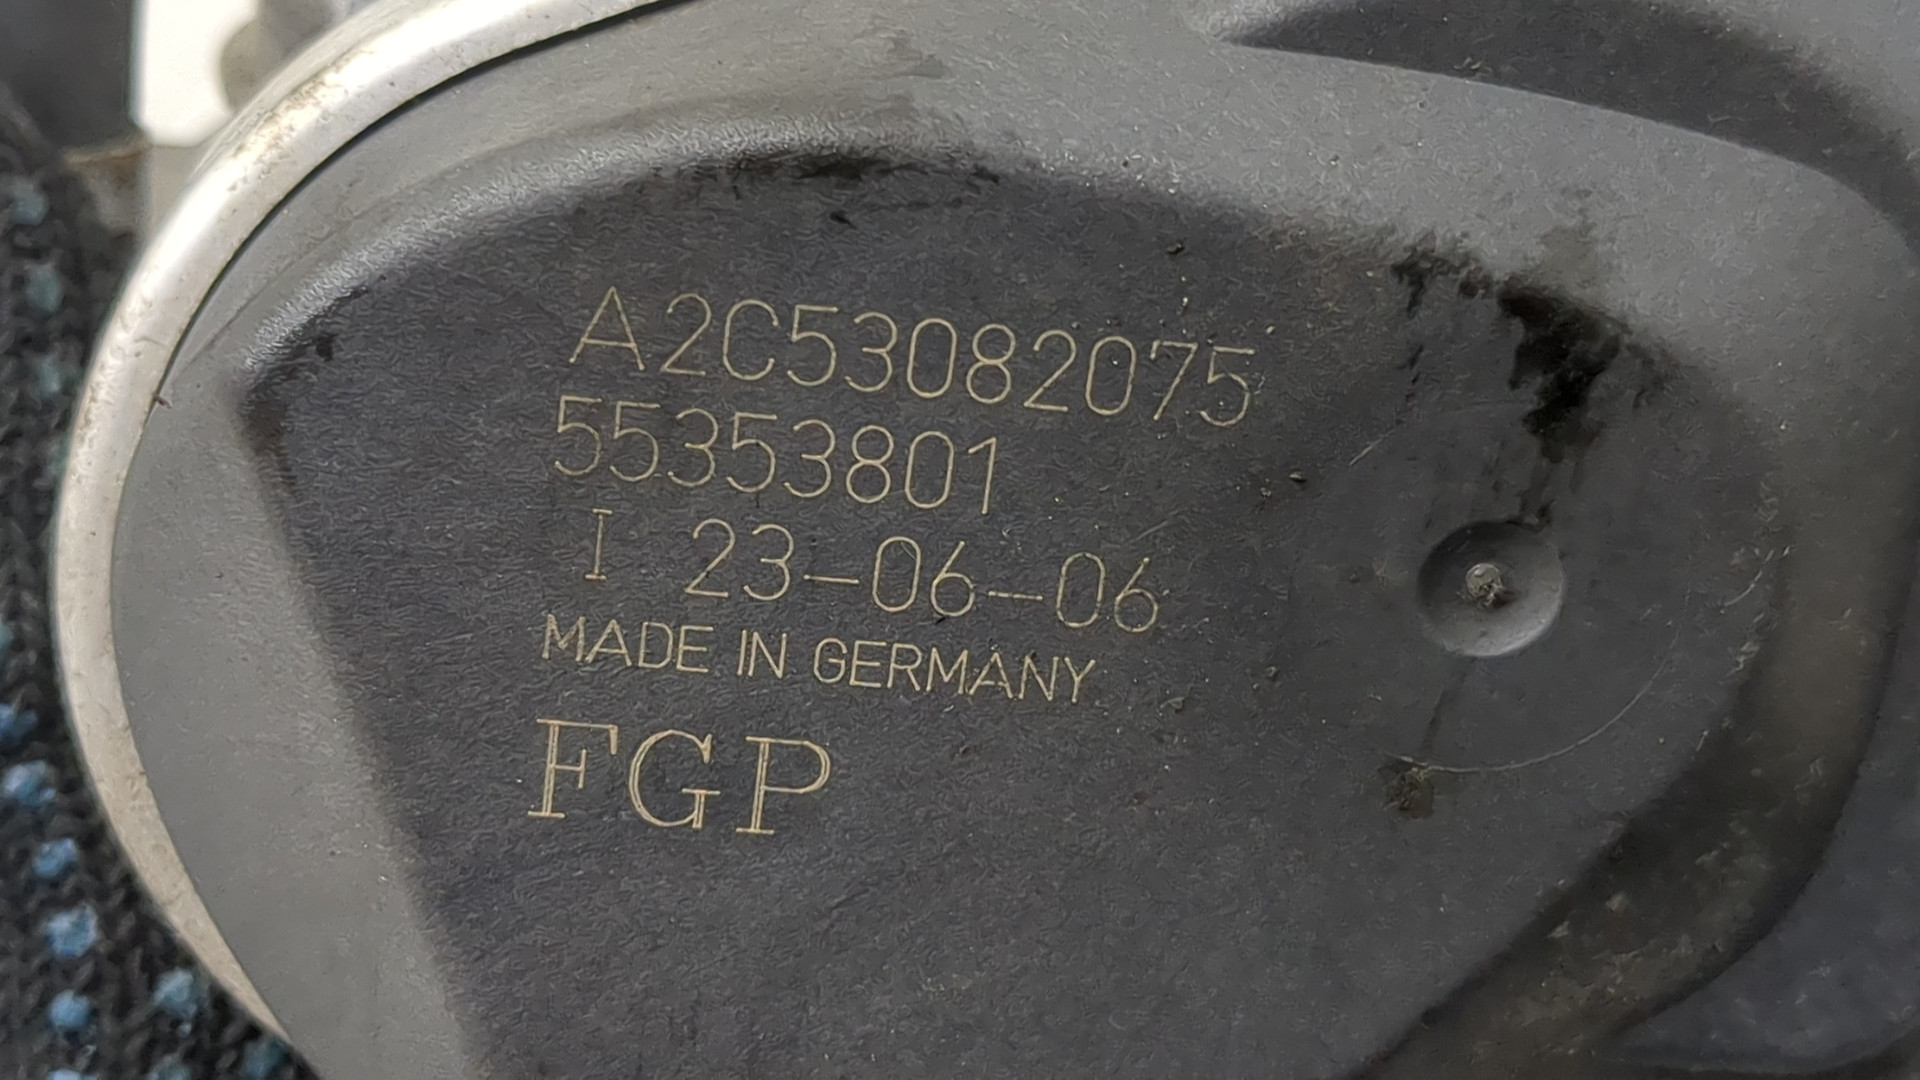 A2C53082075
55353801
I 23-06-06
MADE IN GERMANY
FGP